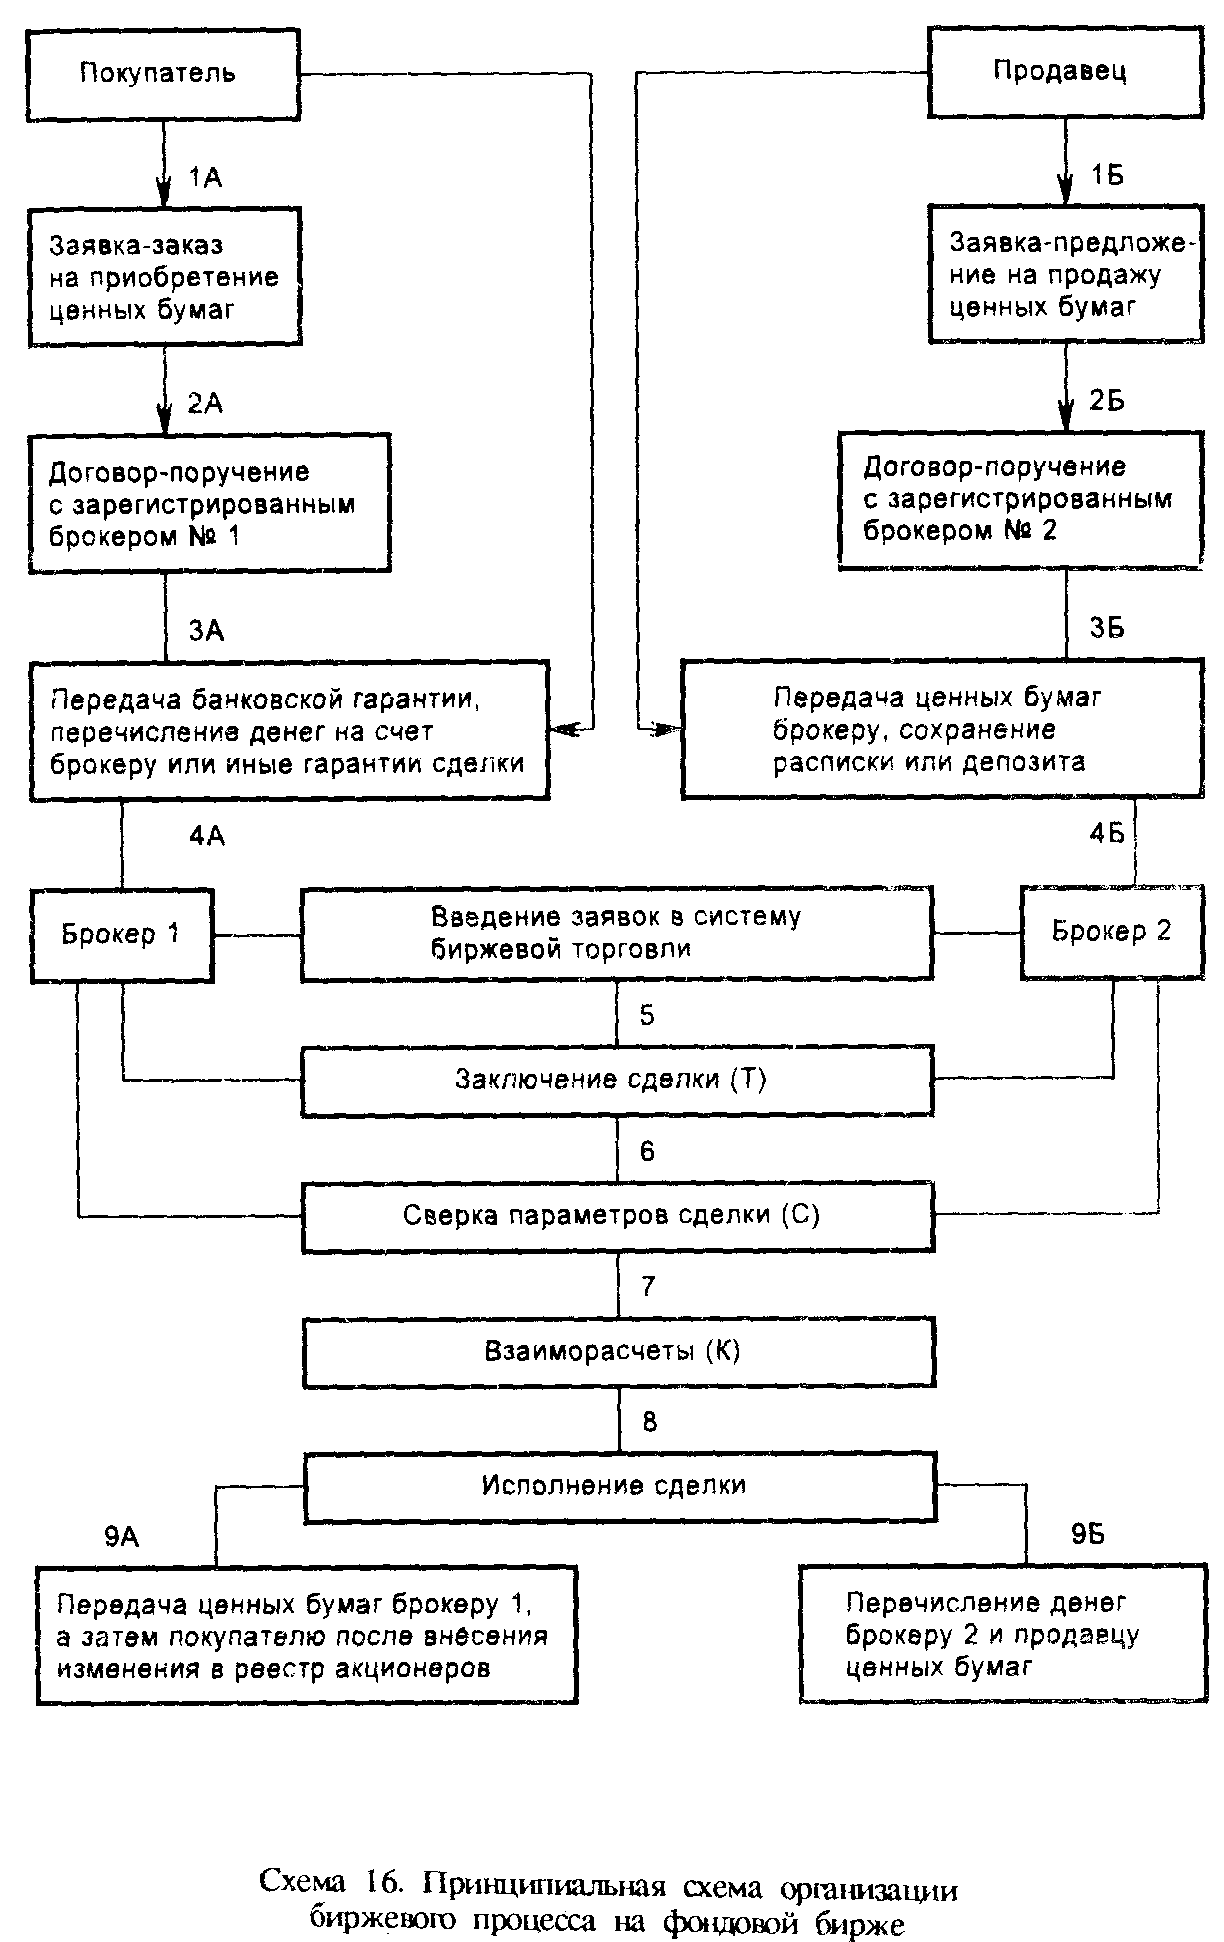 Покупатель
Продавец
1А
1Б
Заявка-заказ
на приобретение
ценных бумаг
Заявка-предложе-
ние на продажу
ценных бумаг
2А
2Б
Договор-поручение
с зарегистрированным
брокером № 1
Договор-поручение
с зарегистрированным
брокером № 2
3А
3Б
Передача банковской гарантии,
перечисление денег на счет
брокеру или иные гарантии сделки
Передача ценных бумаг
брокеру, сохранение
расписки или депозита
4А
4Б
Брокер 1
Введение заявок в систему
биржевой торговли
Брокер 2
5
Заключение сделки (Т)
6
Сверка параметров сделки (С)
7
Взаиморасчеты (К)
8
Исполнение сделки
9А
9Б
Передача ценных бумаг брокеру 1,
а затем покупателю после внесения
изменения в реестр акционеров
Перечисление денег
брокеру 2 и продавцу
ценных бумаг
Схема 16. Принципиальная схема организации
биржевого процесса на фондовой бирже